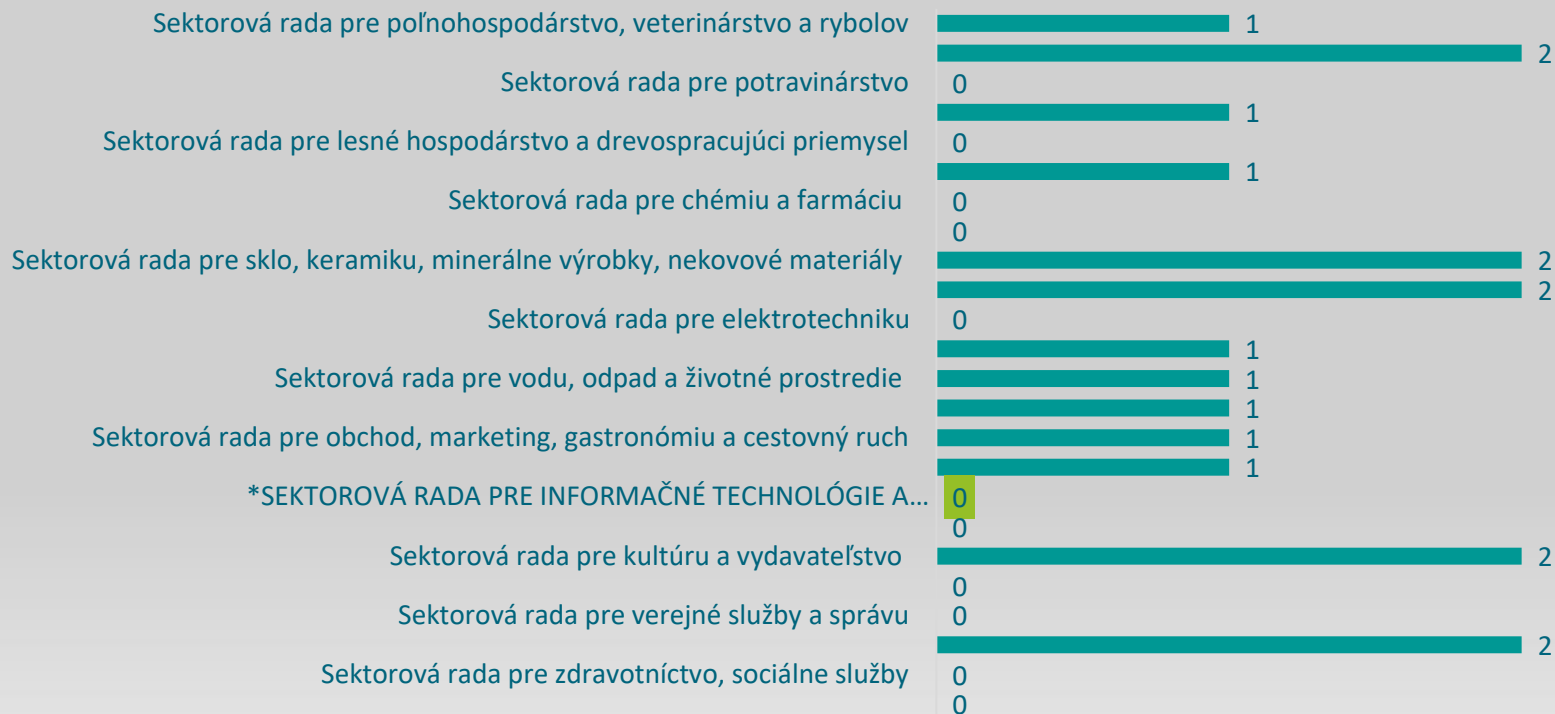 Sektorová rada pre poľnohospodárstvo, veterinárstvo a rybolov 1
2
Sektorová rada pre potravinárstvo 0
1
Sektorová rada pre lesné hospodárstvo a drevospracujúci priemysel 0
1
Sektorová rada pre chémiu a farmáciu 0
0
Sektorová rada pre sklo, keramiku, minerálne výrobky, nekovové materiály 2
2
Sektorová rada pre elektrotechniku 0
1
Sektorová rada pre vodu, odpad a životné prostredie 1
1
Sektorová rada pre obchod, marketing, gastronómiu a cestovný ruch 1
1
*SEKTOROVÁ RADA PRE INFORMAČNÉ TECHNOLÓGIE A... 0
0
Sektorová rada pre kultúru a vydavateľstvo 2
0
Sektorová rada pre verejné služby a správu 0
2
Sektorová rada pre zdravotníctvo, sociálne služby 0
0